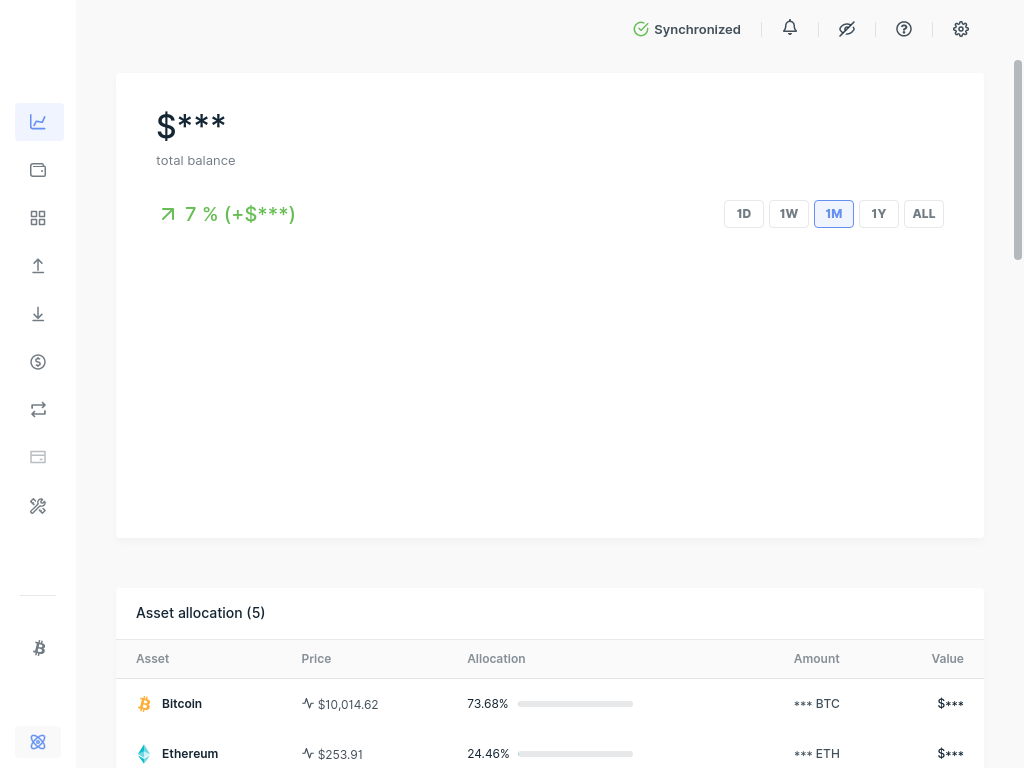 Synchronized
$***
total balance
7 % (+$***)
1D 1W 1M 1Y ALL
Asset allocation (5)
Asset Price Allocation Amount Value
Bitcoin $10,014.62 73.68% *** BTC $***
Ethereum $253.91 24.46% *** ETH $***